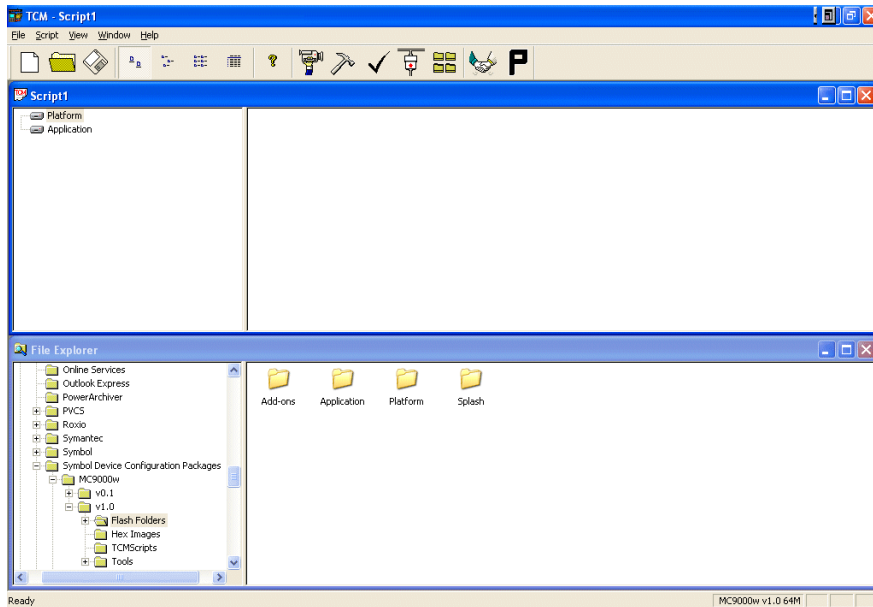 TCM - Script1
File Script View Window Help
P
Script1
Platform
Application
File Explorer
Online Services
Outlook Express
PowerArchiver
PVCS
Roxio
Symantec
Symbol
Symbol Device Configuration Packages
MC9000w
v0.1
v1.0
Flash Folders
Hex Images
TCMScripts
Tools
Add-ons Application Platform Splash
Ready MC9000w v1.0 64M